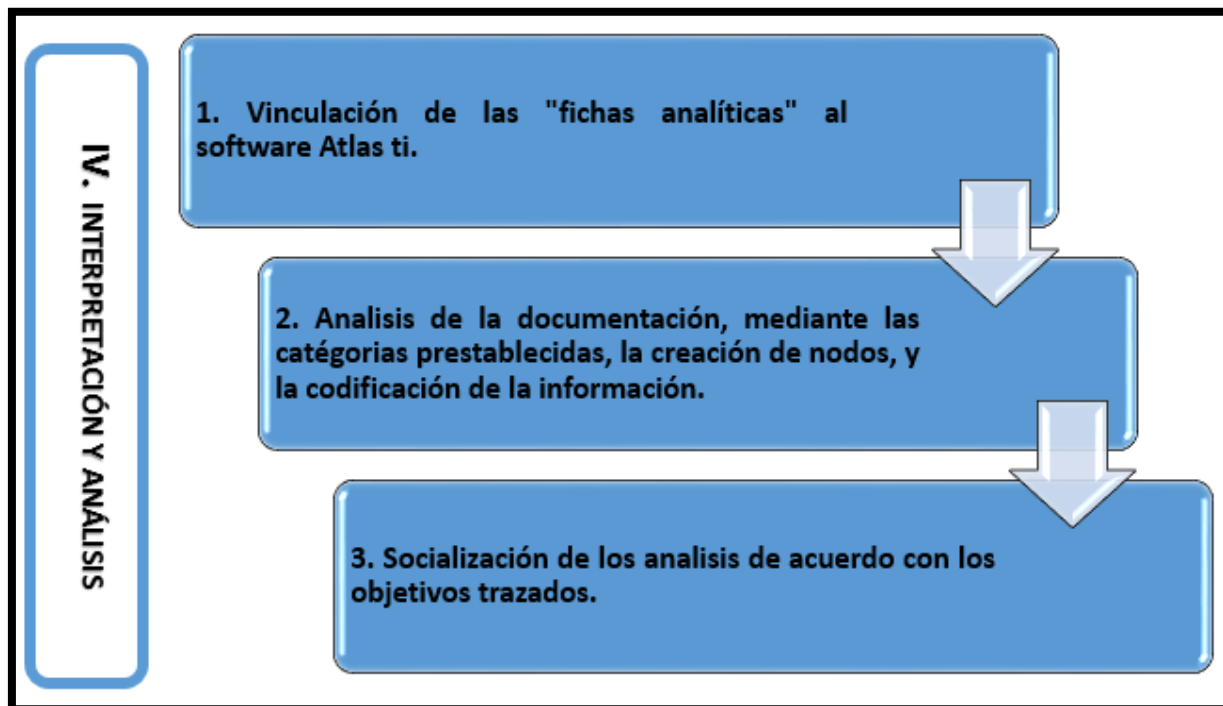 IV. INTERPRETACIÓN Y ANÁLISIS
1. Vinculación de las "fichas analíticas" al
software Atlas ti.
2. Analisis de la documentación, mediante las
catégorias prestablecidas, la creación de nodos, y
la codificación de la información.
3. Socialización de los analisis de acuerdo con los
objetivos trazados.